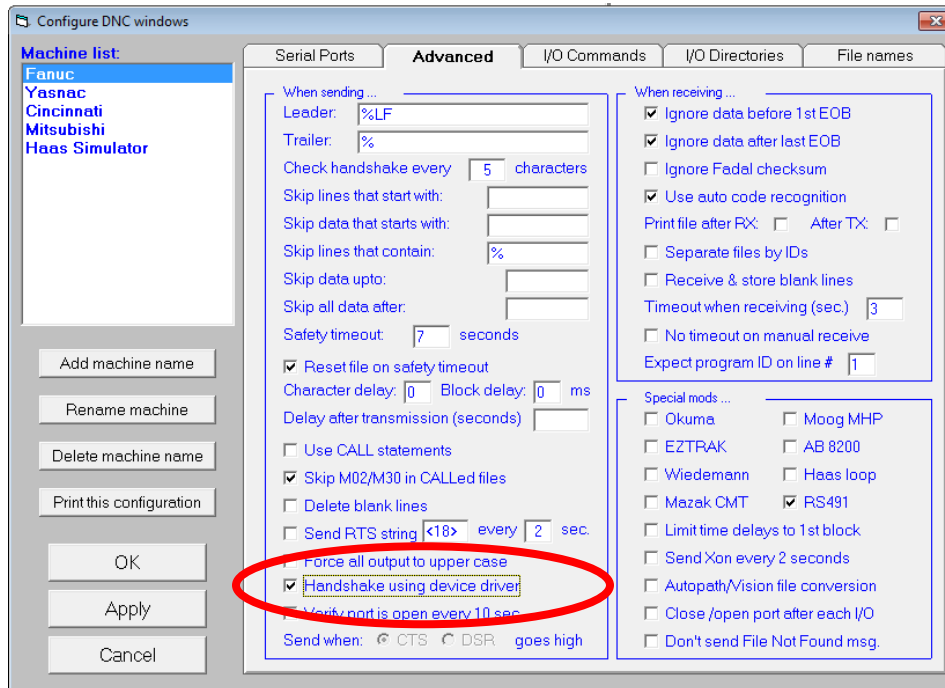 Configure DNC windows
Machine list:
Fanuc
Yasnac
Cincinnati
Mitsubishi
Haas Simulator
Add machine name
Rename machine
Delete machine name
Print this configuration
OK
Apply
Cancel
Serial Ports
Advanced
I/O Commands
I/O Directories
File names
When sending ...
Leader: %LF
Trailer: %
Check handshake every 5 characters
Skip lines that start with:
Skip data that starts with:
Skip lines that contain: %
Skip data upto:
Skip all data after:
Safety timeout: 7 seconds
Reset file on safety timeout
Character delay: 0 Block delay: 0 ms
Delay after transmission (seconds)
Use CALL statements
Skip M02/M30 in CALLed files
Delete blank lines
Send RTS string <18> every 2 sec.
Force all output to upper case
Handshake using device driver
Verify port is open every 10 sec
Send when: CTS DSR goes high
When receiving ...
Ignore data before 1st EOB
Ignore data after last EOB
Ignore Fadal checksum
Use auto code recognition
Print file after RX: After TX:
Separate files by IDs
Receive & store blank lines
Timeout when receiving (sec.) 3
No timeout on manual receive
Expect program ID on line # 1
Special mods ...
Okuma Moog MHP
EZTRAK AB 8200
Wiedemann Haas loop
Mazak CMT RS491
Limit time delays to 1st block
Send Xon every 2 seconds
Autopath/Vision file conversion
Close /open port after each I/O
Don't send File Not Found msg.